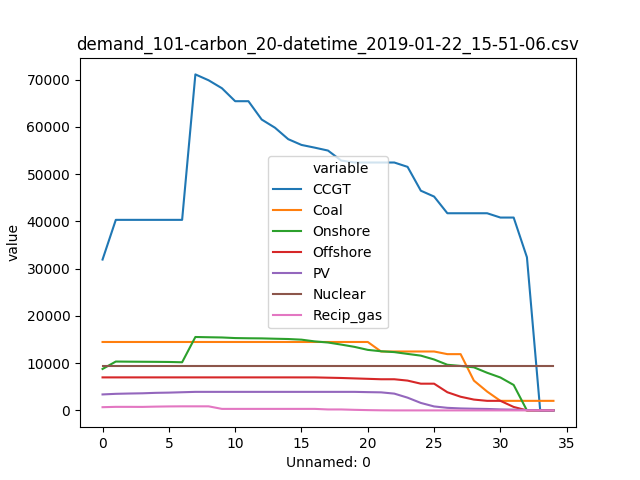 demand_101-carbon_20-datetime_2019-01-22_15-51-06.csv
70000
60000
50000
40000
30000
20000
10000
0
value
variable
CCGT
Coal
Onshore
Offshore
PV
Nuclear
Recip_gas
0 5 10 15 20 25 30 35
Unnamed: 0